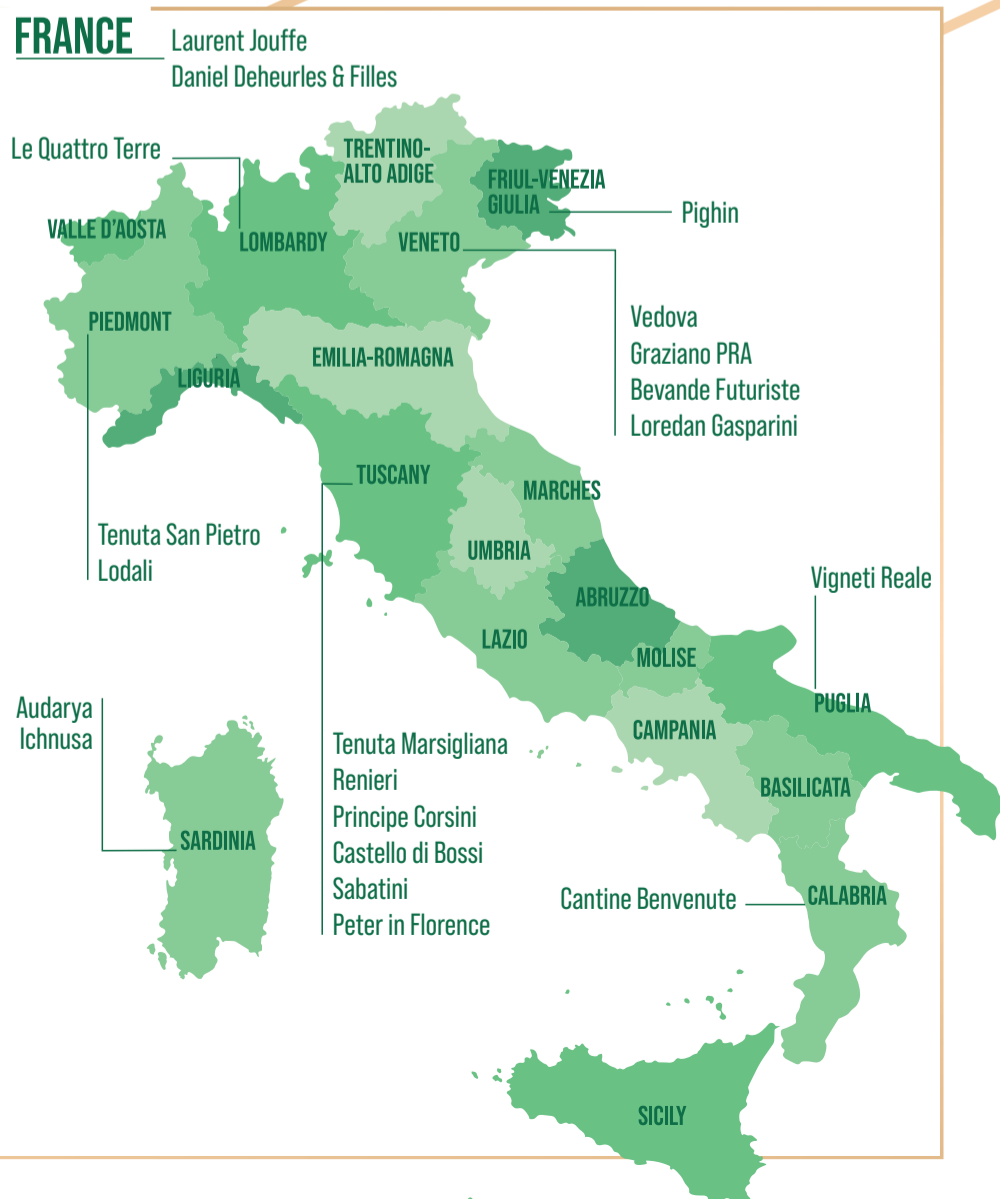 FRANCE
Laurent Jouffe
Daniel Deheurles & Filles
Le Quattro Terre
TRENTINO-
ALTO ADIGE
FRIUL-VENEZIA
GIULIA
Pighin
VALLE D'AOSTA
LOMBARDY
VENETO
PIEDMONT
Vedova
Graziano PRA
Bevande Futuriste
Loredan Gasparini
EMILIA-ROMAGNA
LIGURIA
TUSCANY
MARCHES
Tenuta San Pietro
Lodali
UMBRIA
ABRUZZO
Vigneti Reale
LAZIO
MOLISE
PUGLIA
Audarya
Ichnusa
CAMPANIA
Tenuta Marsigliana
Renieri
Principe Corsini
Castello di Bossi
Sabatini
Peter in Florence
BASILICATA
SARDINIA
Cantine Benvenute
CALABRIA
SICILY